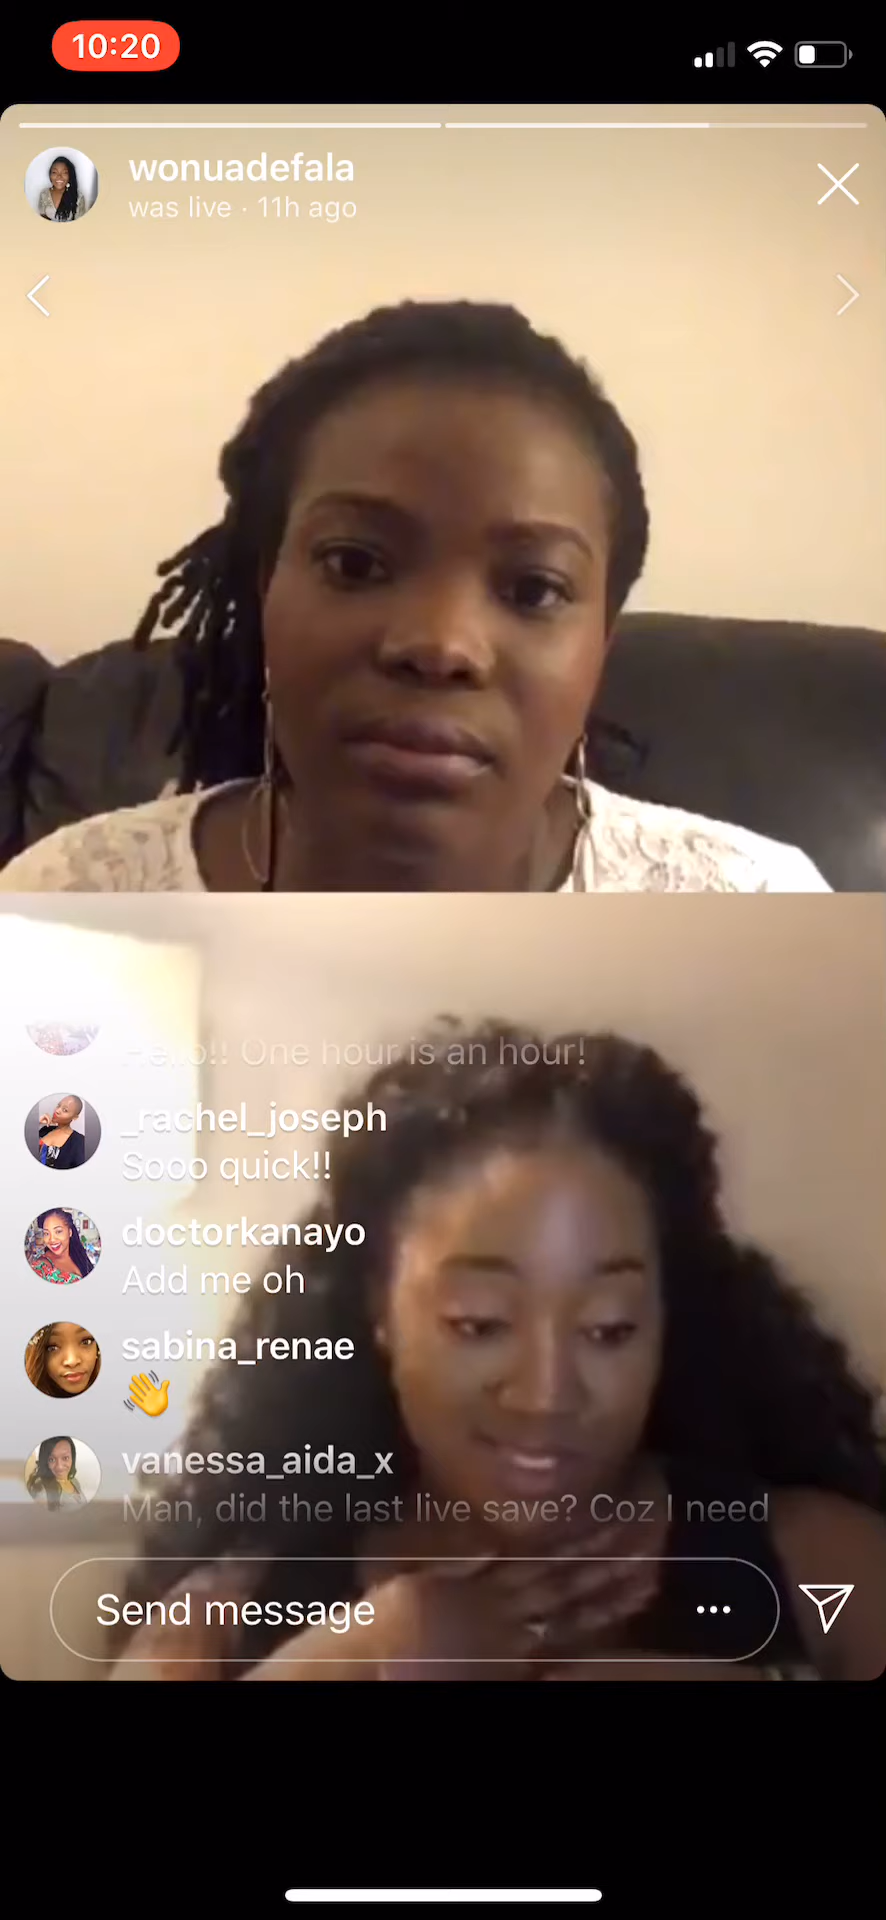 10:20
wonuadefala
was live · 11h ago
Hello!! One hour is an hour!
_rachel_joseph
Sooo quick!!
doctorkanayo
Add me oh
sabina_renae
👋
vanessa_aida_x
Man, did the last live save? Coz I need
Send message